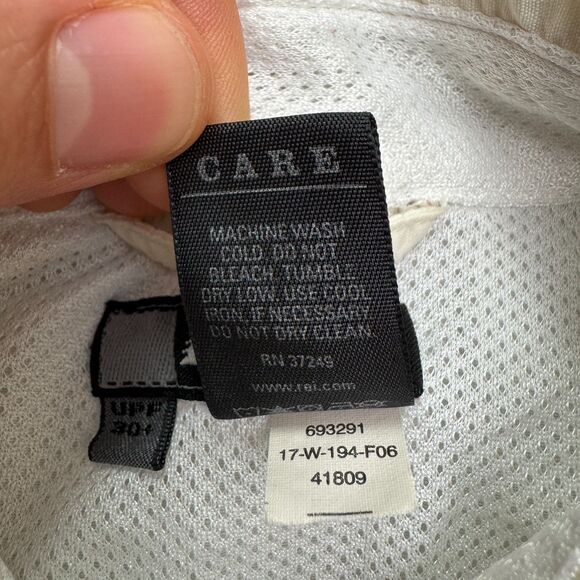 CARE
MACHINE WASH
COLD. DO NOT
BLEACH. TUMBLE
DRY LOW. USE COOL
IRON, IF NECESSARY.
DO NOT DRY CLEAN.
RN 37249
www.rei.com
UPF
30+
693291
17-W-194-F06
41809